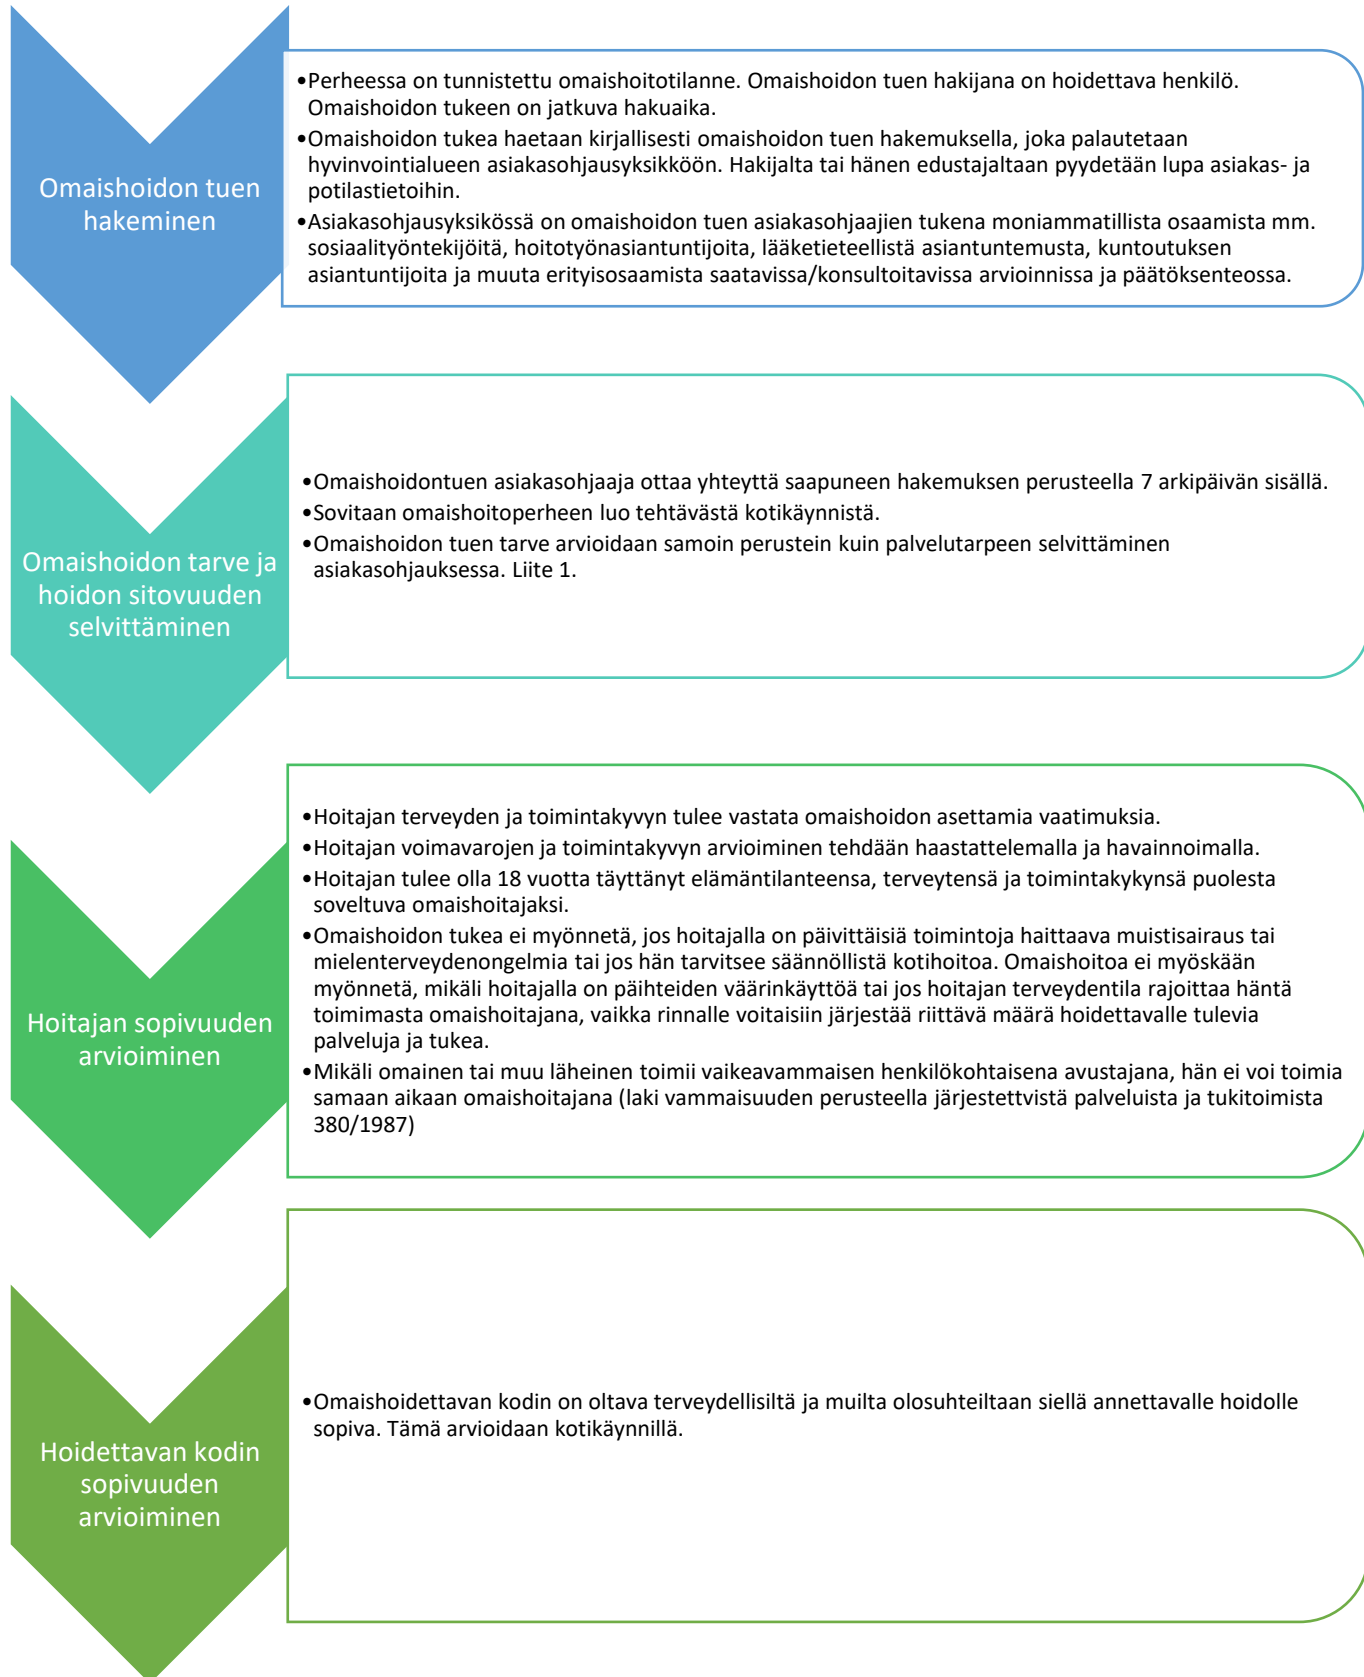 Omaishoidon tuen
hakeminen
•Perheessa on tunnistettu omaishoitotilanne. Omaishoidon tuen hakijana on hoidettava henkilö.
Omaishoidon tukeen on jatkuva hakuaika.
•Omaishoidon tukea haetaan kirjallisesti omaishoidon tuen hakemuksella, joka palautetaan
hyvinvointialueen asiakasohjausyksikköön. Hakijalta tai hänen edustajaltaan pyydetään lupa asiakas- ja
potilastietoihin.
•Asiakasohjausyksikössä on omaishoidon tuen asiakasohjaajien tukena moniammatillista osaamista mm.
sosiaalityöntekijöitä, hoitotyönasiantuntijoita, lääketieteellistä asiantuntemusta, kuntoutuksen
asiantuntijoita ja muuta erityisosaamista saatavissa/konsultoitavissa arvioinnissa ja päätöksenteossa.
Omaishoidon tarve ja
hoidon sitovuuden
selvittäminen
•Omaishoidontuen asiakasohjaaja ottaa yhteyttä saapuneen hakemuksen perusteella 7 arkipäivän sisällä.
•Sovitaan omaishoitoperheen luo tehtävästä kotikäynnistä.
•Omaishoidon tuen tarve arvioidaan samoin perustein kuin palvelutarpeen selvittäminen
asiakasohjauksessa. Liite 1.
Hoitajan sopivuuden
arvioiminen
•Hoitajan terveyden ja toimintakyvyn tulee vastata omaishoidon asettamia vaatimuksia.
•Hoitajan voimavarojen ja toimintakyvyn arvioiminen tehdään haastattelemalla ja havainnoimalla.
•Hoitajan tulee olla 18 vuotta täyttänyt elämäntilanteensa, terveytensä ja toimintakykynsä puolesta
soveltuva omaishoitajaksi.
•Omaishoidon tukea ei myönnetä, jos hoitajalla on päivittäisiä toimintoja haittaava muistisairaus tai
mielenterveydenongelmia tai jos hän tarvitsee säännöllistä kotihoitoa. Omaishoitoa ei myöskään
myönnetä, mikäli hoitajalla on päihteiden väärinkäyttöä tai jos hoitajan terveydentila rajoittaa häntä
toimimasta omaishoitajana, vaikka rinnalle voitaisiin järjestää riittävä määrä hoidettavalle tulevia
palveluja ja tukea.
•Mikäli omainen tai muu läheinen toimii vaikeavammaisen henkilökohtaisena avustajana, hän ei voi toimia
samaan aikaan omaishoitajana (laki vammaisuuden perusteella järjestettvistä palveluista ja tukitoimista
380/1987)
Hoidettavan kodin
sopivuuden
arvioiminen
•Omaishoidettavan kodin on oltava terveydellisiltä ja muilta olosuhteiltaan siellä annettavalle hoidolle
sopiva. Tämä arvioidaan kotikäynnillä.